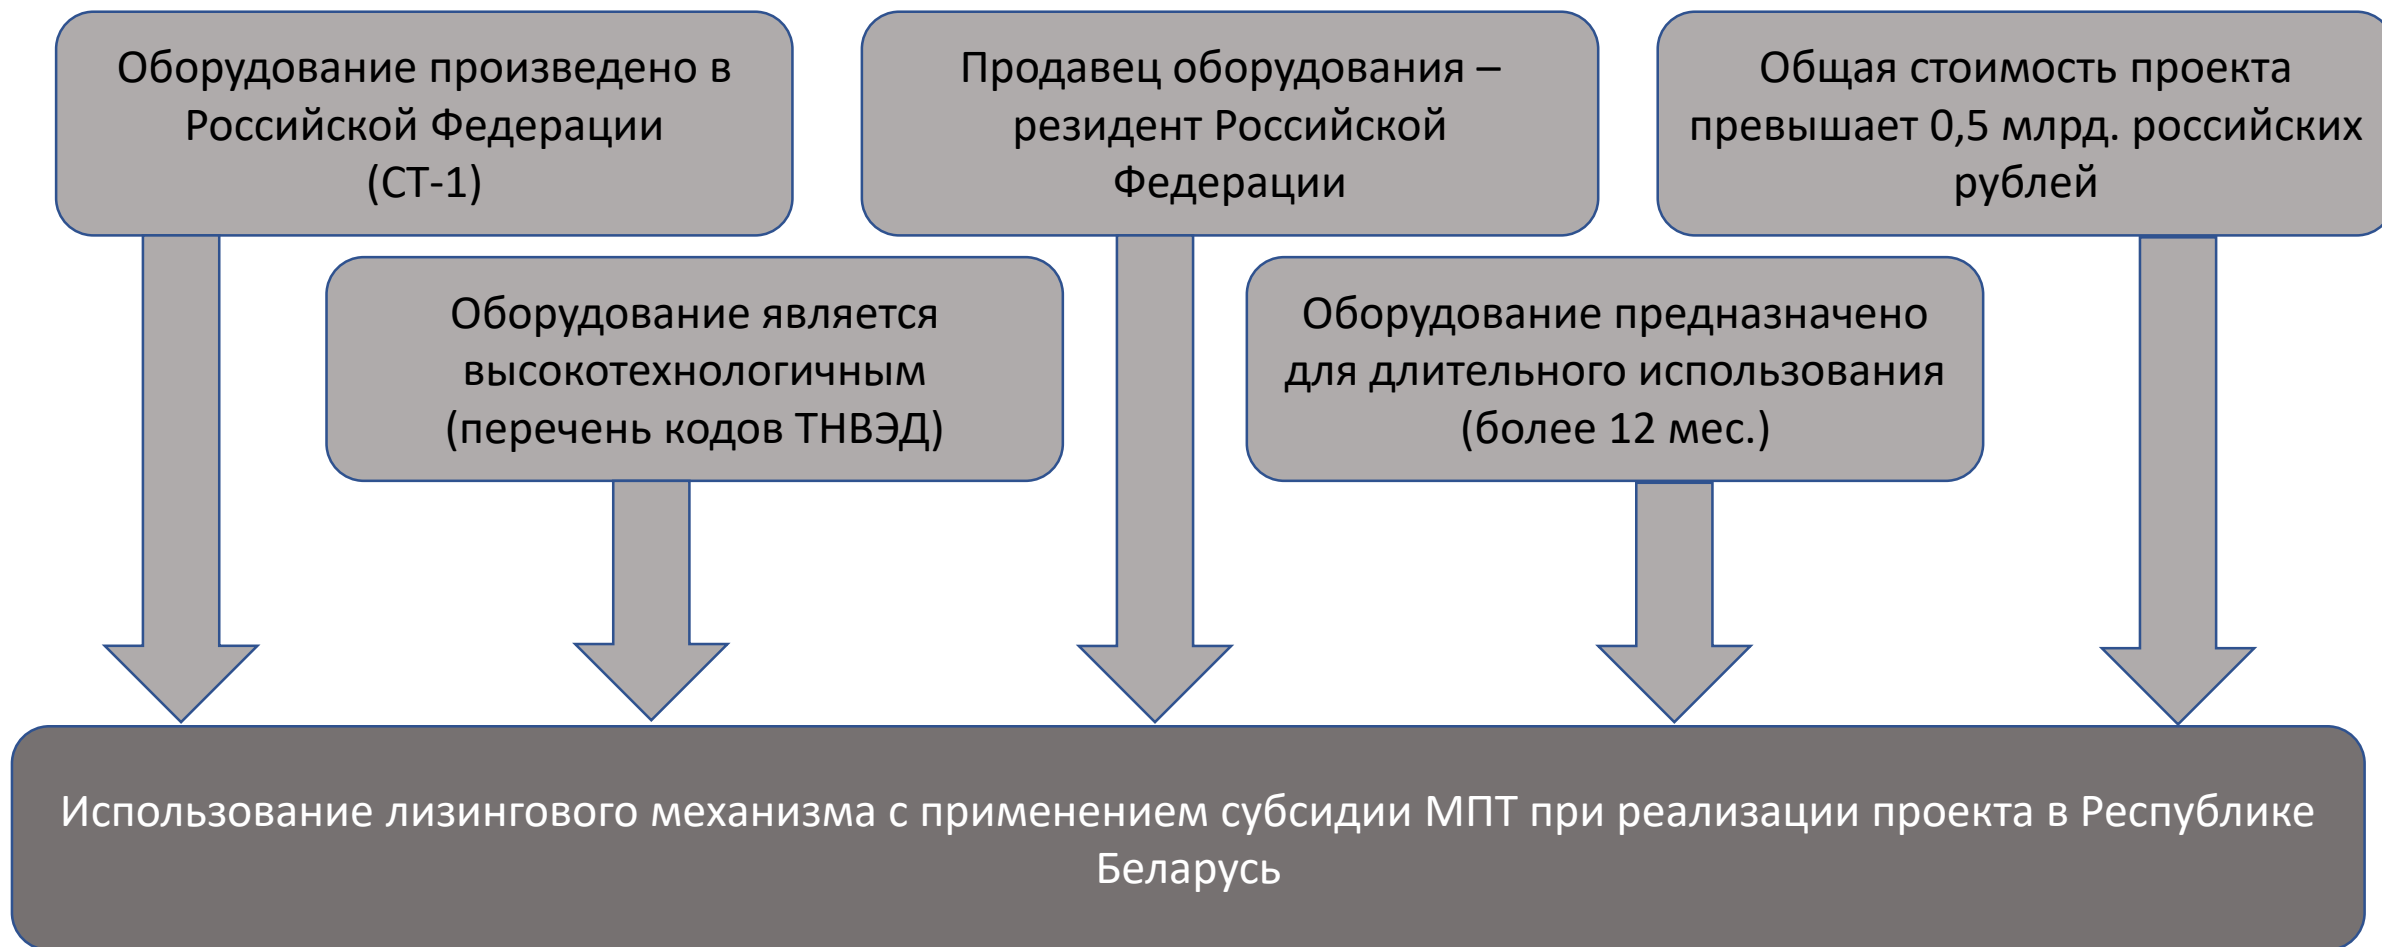 Оборудование произведено в
Российской Федерации
(СТ-1)
Продавец оборудования –
резидент Российской
Федерации
Общая стоимость проекта
превышает 0,5 млрд. российских
рублей
Оборудование является
высокотехнологичным
(перечень кодов ТНВЭД)
Оборудование предназначено
для длительного использования
(более 12 мес.)
Использование лизингового механизма с применением субсидии МПТ при реализации проекта в Республике
Беларусь